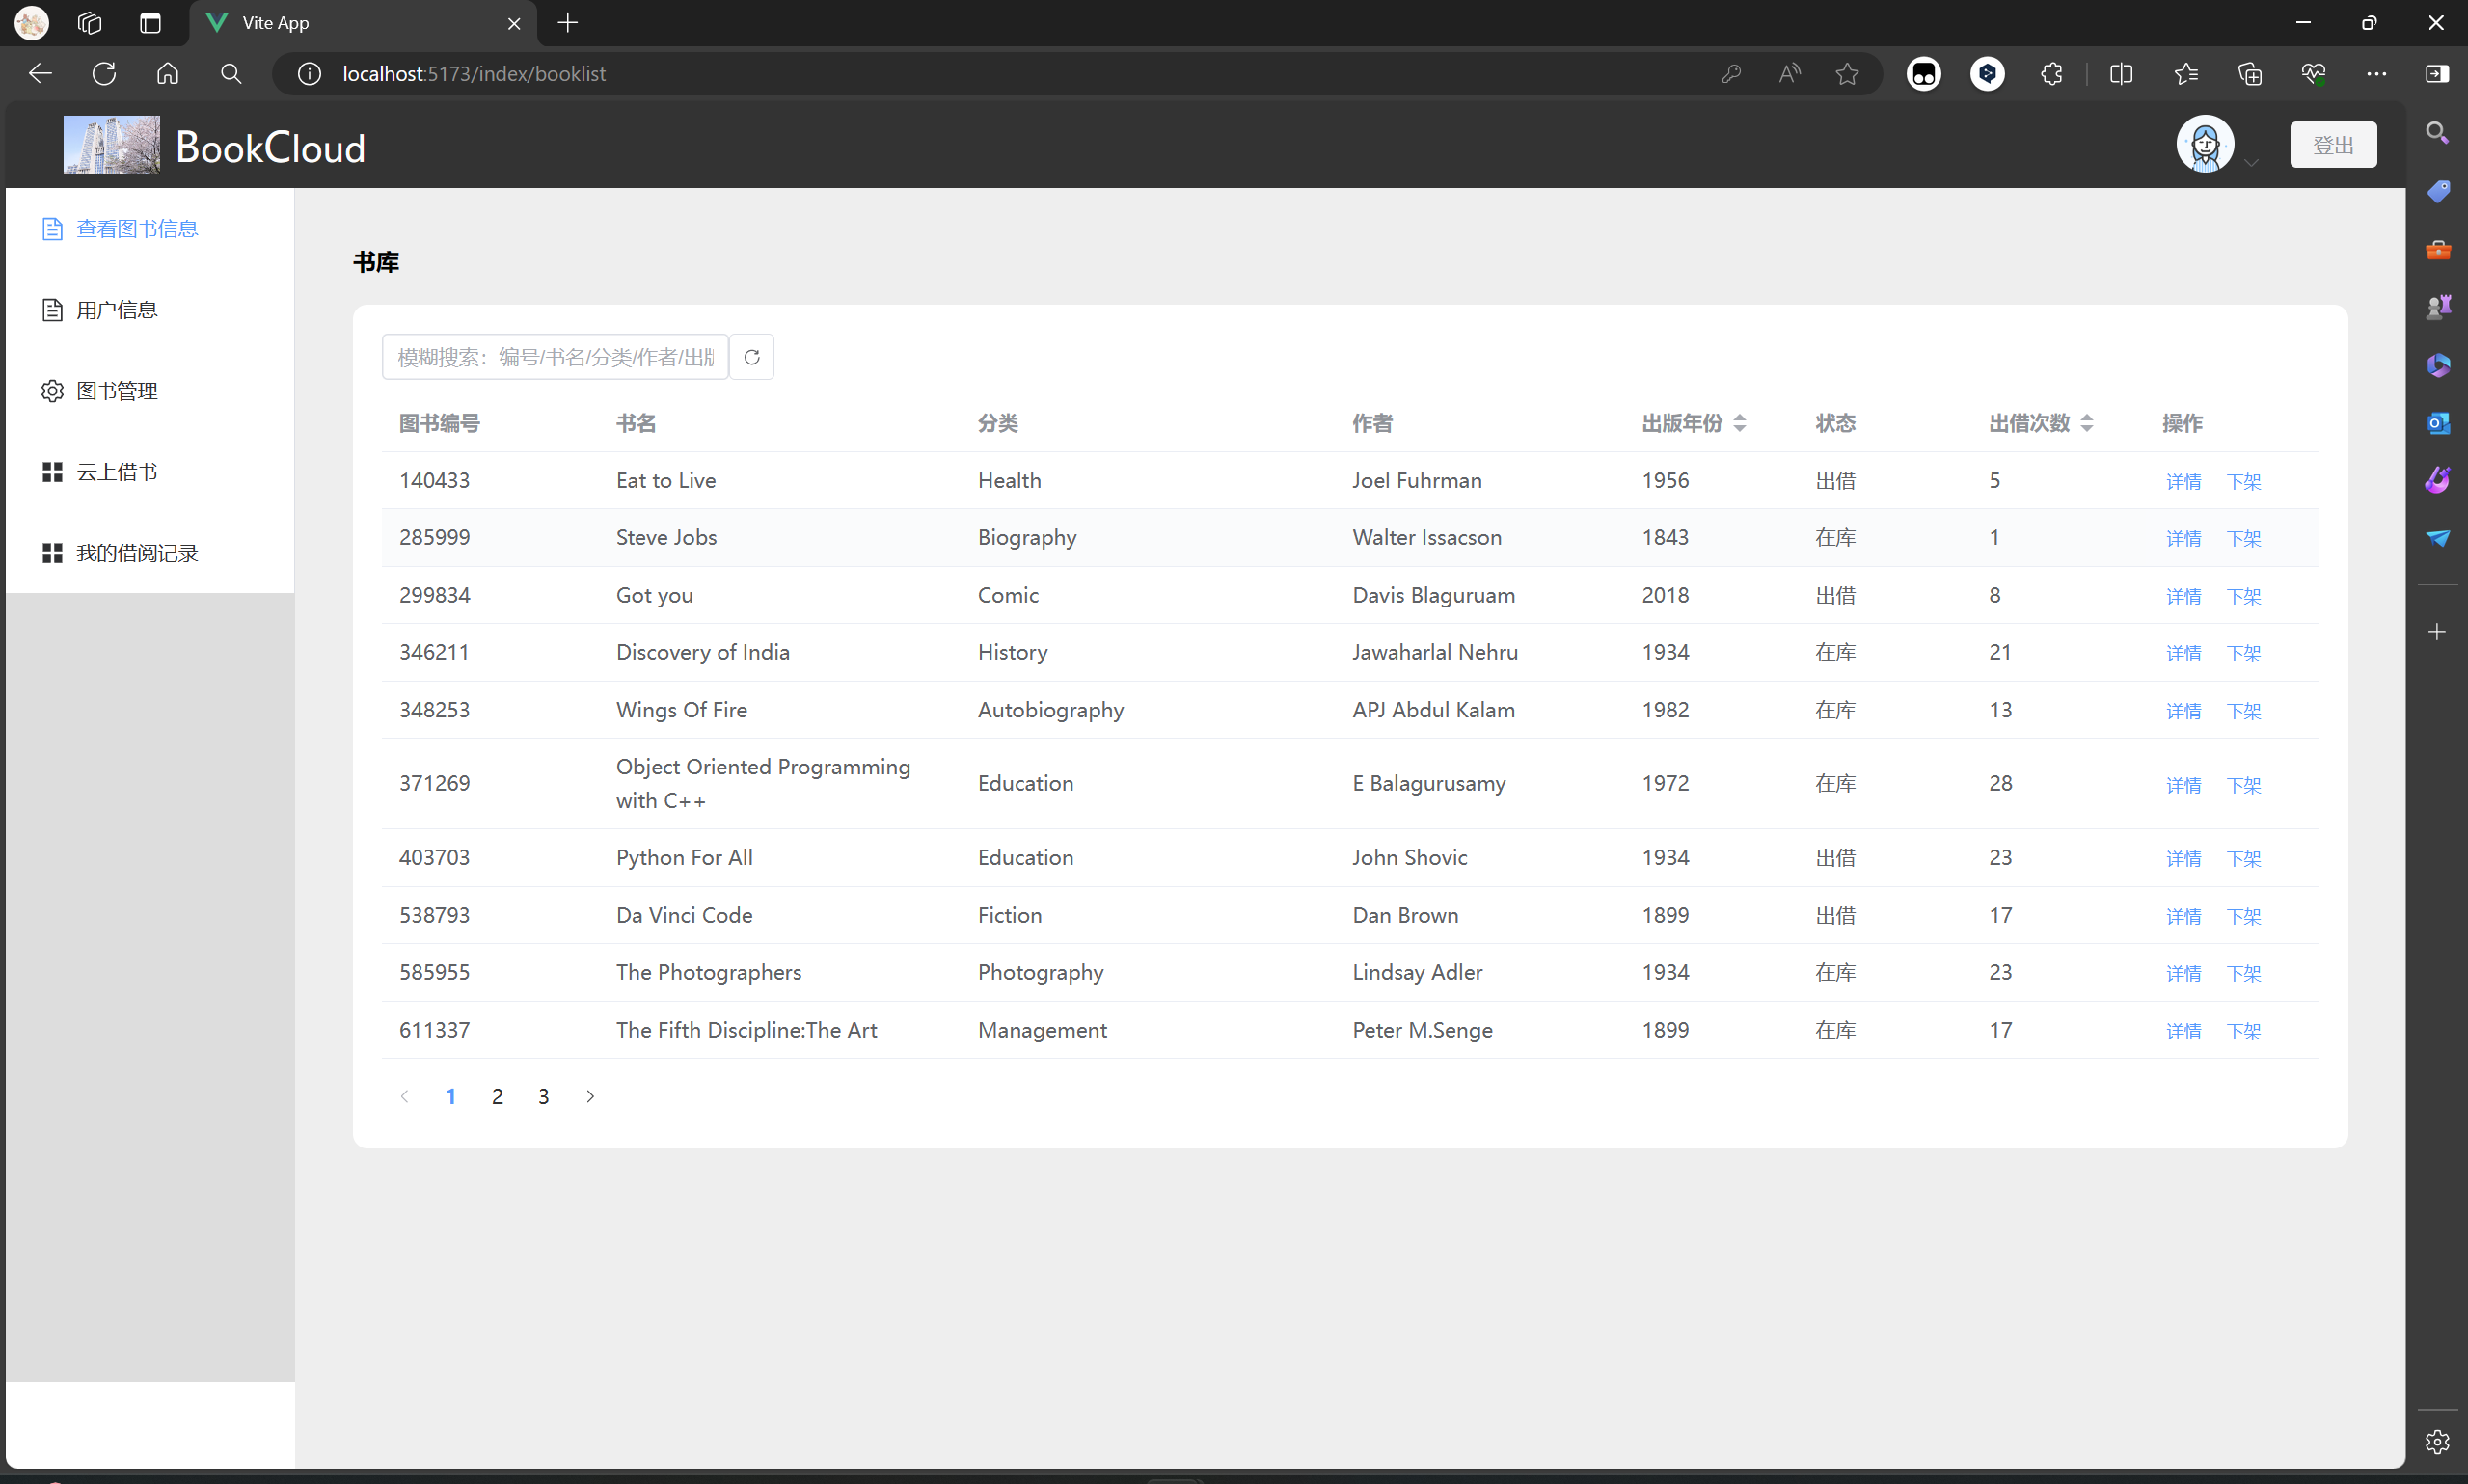 Vite App
localhost:5173/index/booklist
BookCloud
登出
查看图书信息
用户信息
图书管理
云上借书
我的借阅记录
书库
模糊搜索：编号/书名/分类/作者/出
图书编号 书名 分类 作者 出版年份 状态 出借次数 操作
140433 Eat to Live Health Joel Fuhrman 1956 出借 5 详情 下架
285999 Steve Jobs Biography Walter Issacson 1843 在库 1 详情 下架
299834 Got you Comic Davis Blaguruam 2018 出借 8 详情 下架
346211 Discovery of India History Jawaharlal Nehru 1934 在库 21 详情 下架
348253 Wings Of Fire Autobiography APJ Abdul Kalam 1982 在库 13 详情 下架
371269 Object Oriented Programming with C++ Education E Balagurusamy 1972 在库 28 详情 下架
403703 Python For All Education John Shovic 1934 出借 23 详情 下架
538793 Da Vinci Code Fiction Dan Brown 1899 出借 17 详情 下架
585955 The Photographers Photography Lindsay Adler 1934 在库 23 详情 下架
611337 The Fifth Discipline:The Art Management Peter M.Senge 1899 在库 17 详情 下架
1 2 3